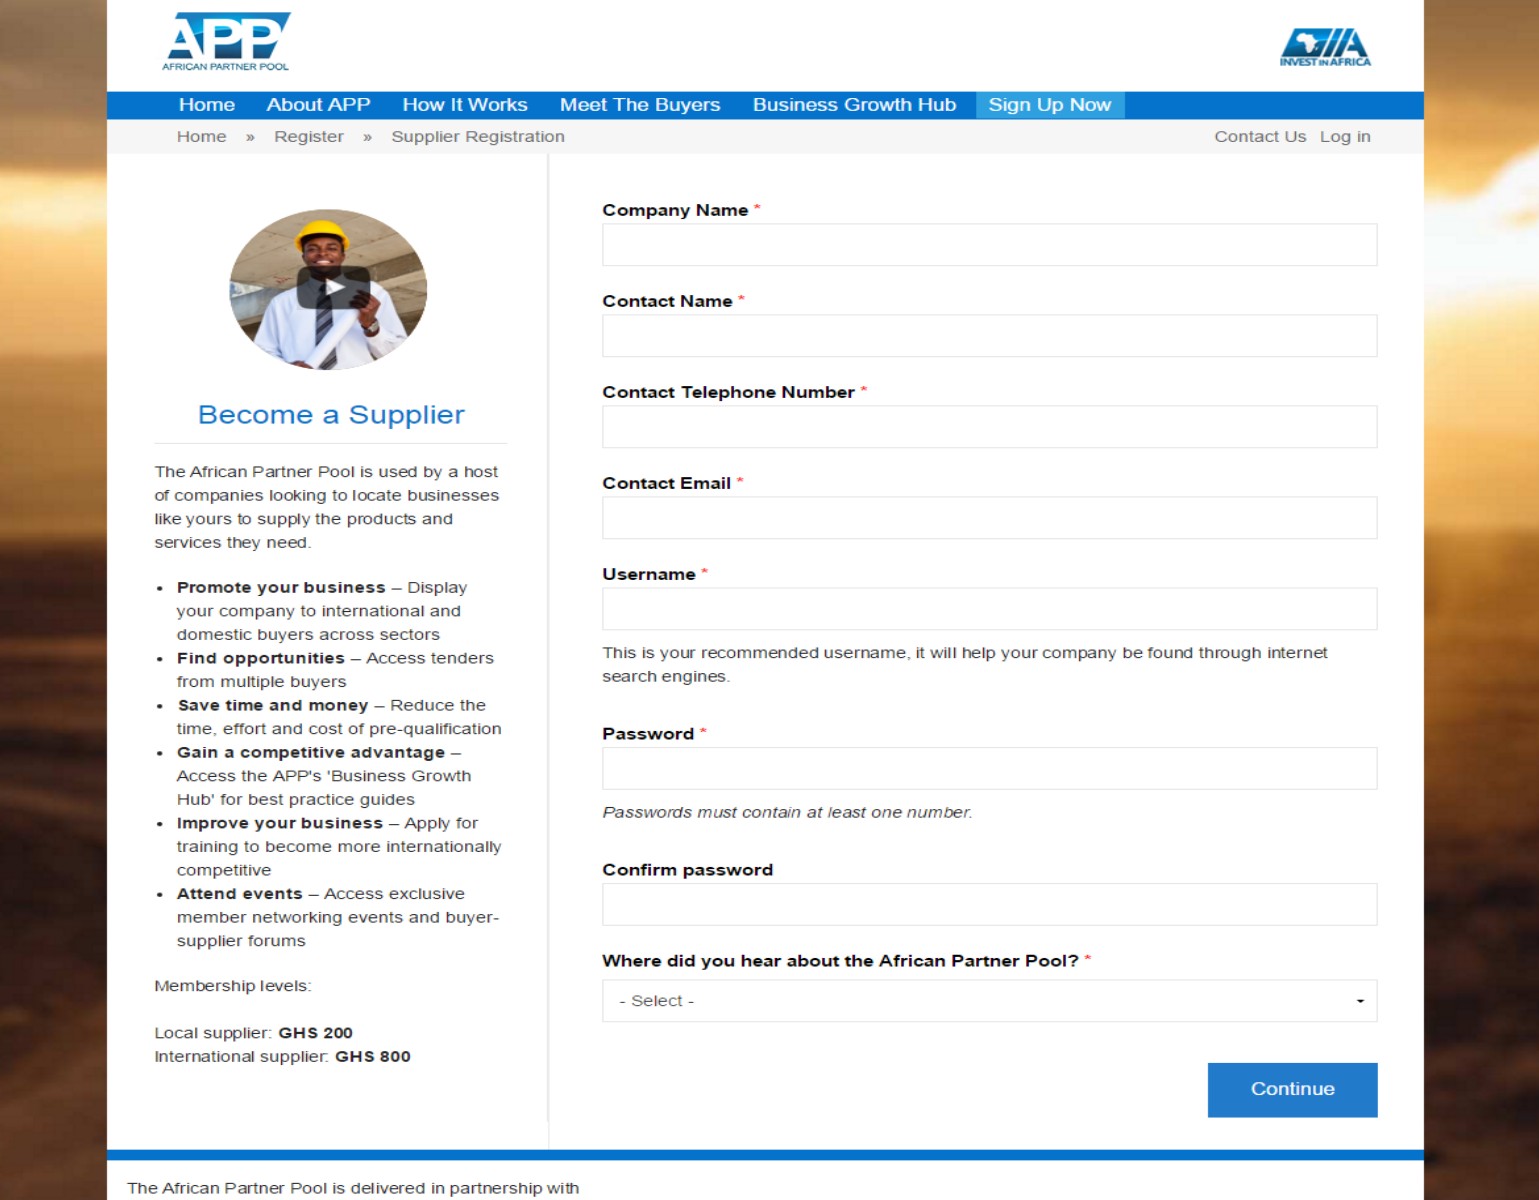 APP
AFRICAN PARTNER POOL
INVEST IN AFRICA
Home About APP How It Works Meet The Buyers Business Growth Hub Sign Up Now
Home » Register » Supplier Registration Contact Us Log in
Become a Supplier
The African Partner Pool is used by a host
of companies looking to locate businesses
like yours to supply the products and
services they need.
• Promote your business – Display
your company to international and
domestic buyers across sectors
• Find opportunities – Access tenders
from multiple buyers
• Save time and money – Reduce the
time, effort and cost of pre-qualification
• Gain a competitive advantage –
Access the APP's 'Business Growth
Hub' for best practice guides
• Improve your business – Apply for
training to become more internationally
competitive
• Attend events – Access exclusive
member networking events and buyer-
supplier forums
Membership levels:
Local supplier: GHS 200
International supplier: GHS 800
Company Name *
Contact Name *
Contact Telephone Number *
Contact Email *
Username *
This is your recommended username, it will help your company be found through internet
search engines.
Password *
Passwords must contain at least one number.
Confirm password
Where did you hear about the African Partner Pool? *
- Select -
Continue
The African Partner Pool is delivered in partnership with